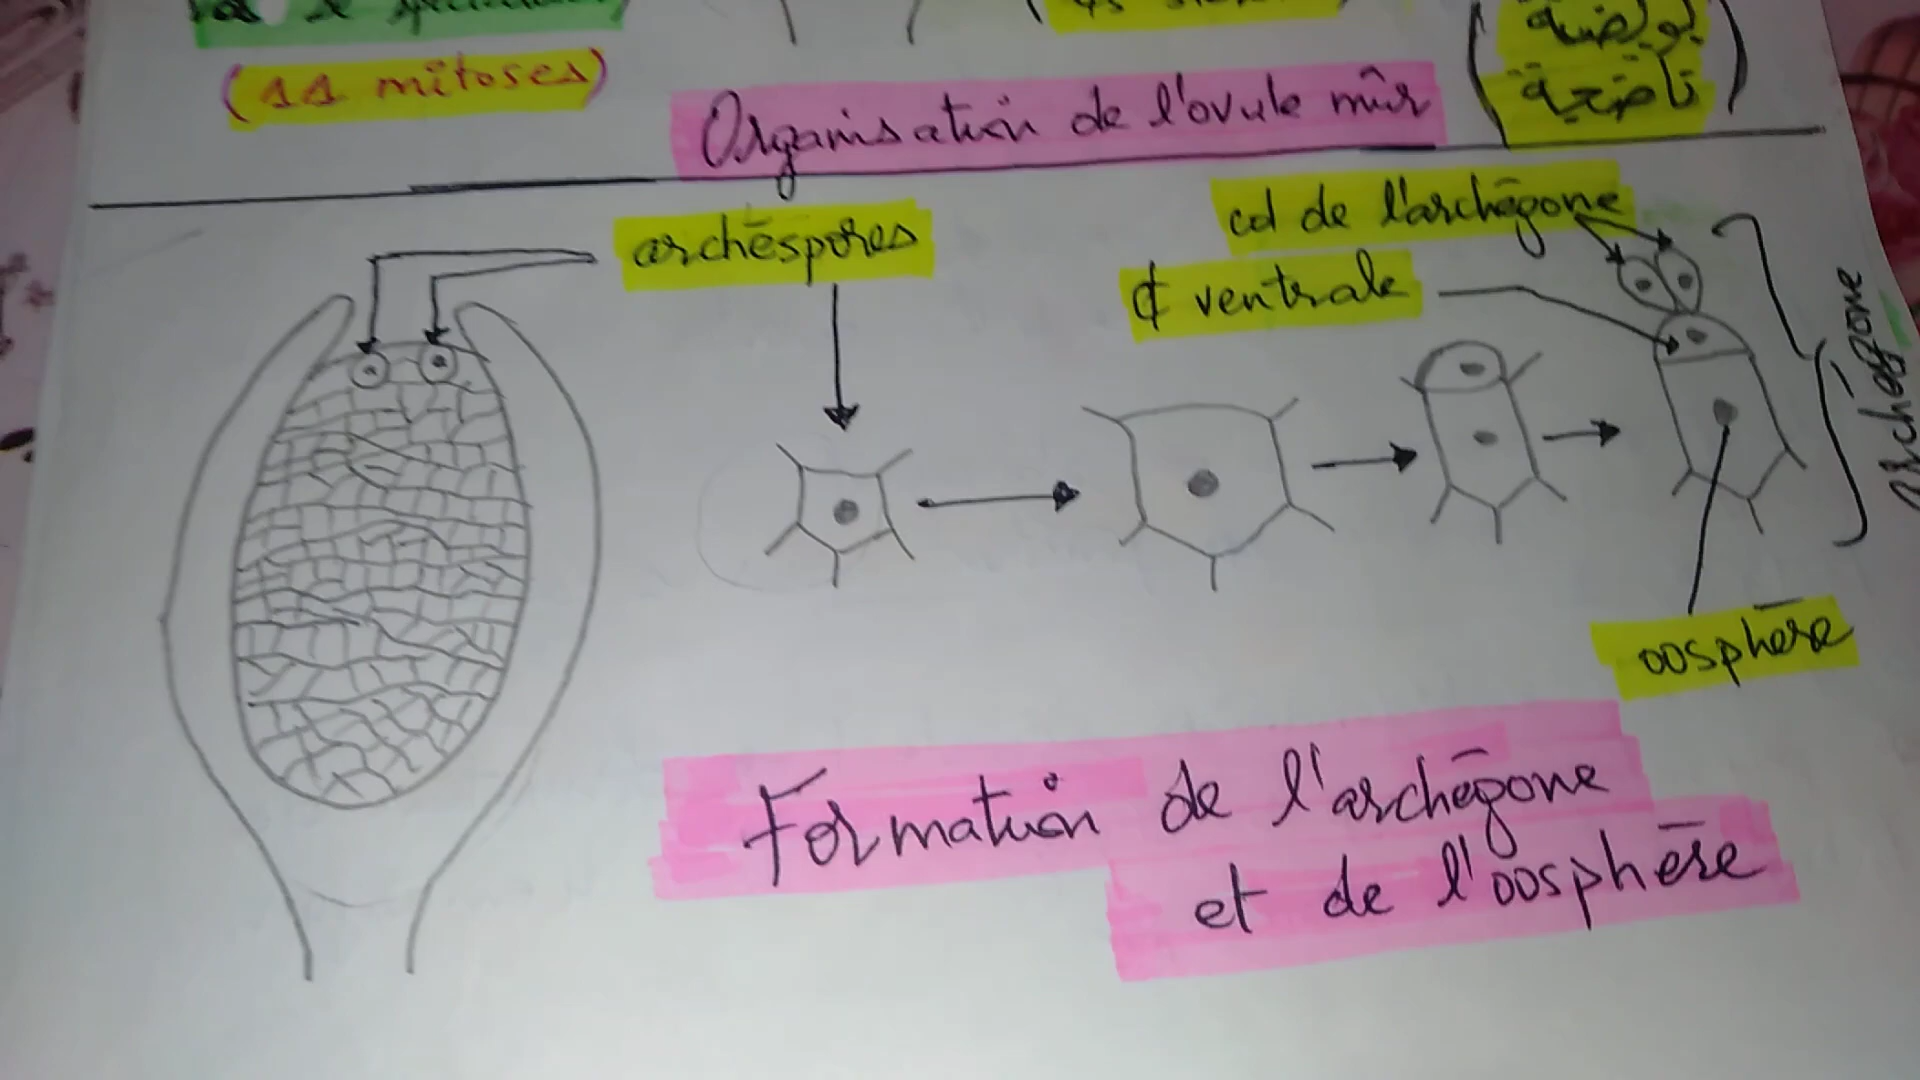 (11 mitoses)
Organisation de l'ovule mûr
ناضجة
archéspores
col de l'archégone
¢ ventrale
Archégone
oosphère
Formation de l'archégone
et de l'oosphère